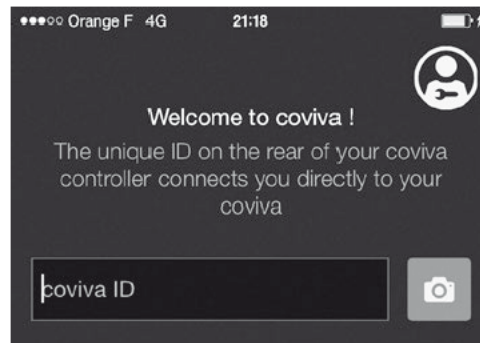 Orange F 4G 21:18
Welcome to coviva !
The unique ID on the rear of your coviva
controller connects you directly to your
coviva
coviva ID